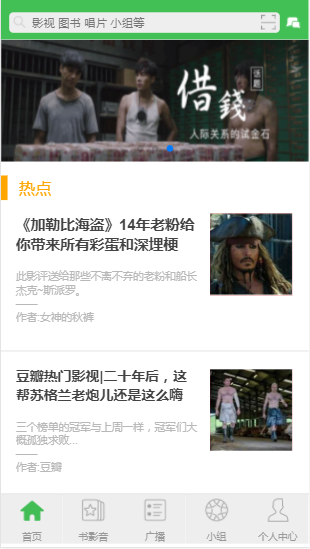 影视 图书 唱片 小组等
借錢
话题
人际关系的试金石
热点
《加勒比海盗》14年老粉给
你带来所有彩蛋和深埋梗
此影评送给那些不离不弃的老粉和船长
杰克~斯派罗。
——
作者:女神的秋裤
豆瓣热门影视|二十年后，这
帮苏格兰老炮儿还是这么嗨
三个榜单的冠军与上周一样，冠军们大
概孤独求败...
——
作者:豆瓣
首页 书影音 广播 小组 个人中心